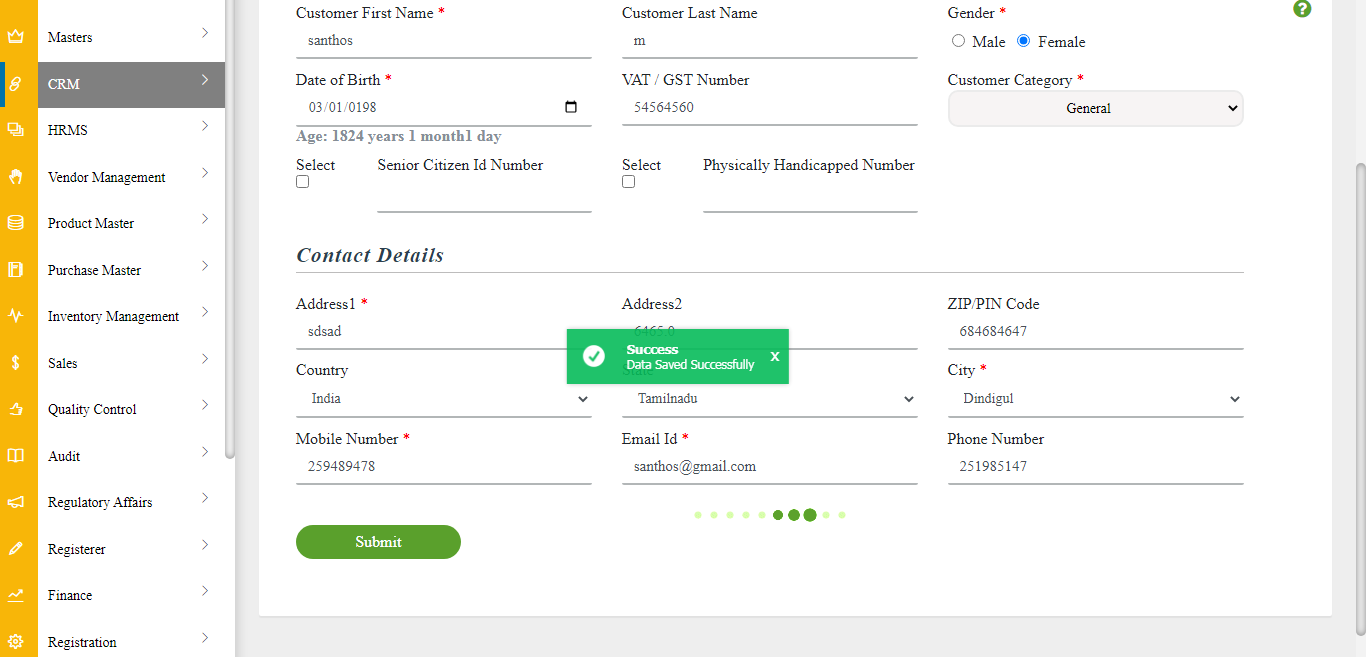 Masters
CRM
HRMS
Vendor Management
Product Master
Purchase Master
Inventory Management
Sales
Quality Control
Audit
Regulatory Affairs
Registerer
Finance
Registration
Customer First Name * Customer Last Name Gender *
santhos m Male Female
Date of Birth * VAT / GST Number Customer Category *
03/01/0198 54564560 General
Age: 1824 years 1 month1 day
Select Senior Citizen Id Number Select Physically Handicapped Number
Contact Details
Address1 * Address2 ZIP/PIN Code
sdsad 6465.0 684684647
Success
Data Saved Successfully x
Country State City *
India Tamilnadu Dindigul
Mobile Number * Email Id * Phone Number
259489478 santhos@gmail.com 251985147
Submit
?